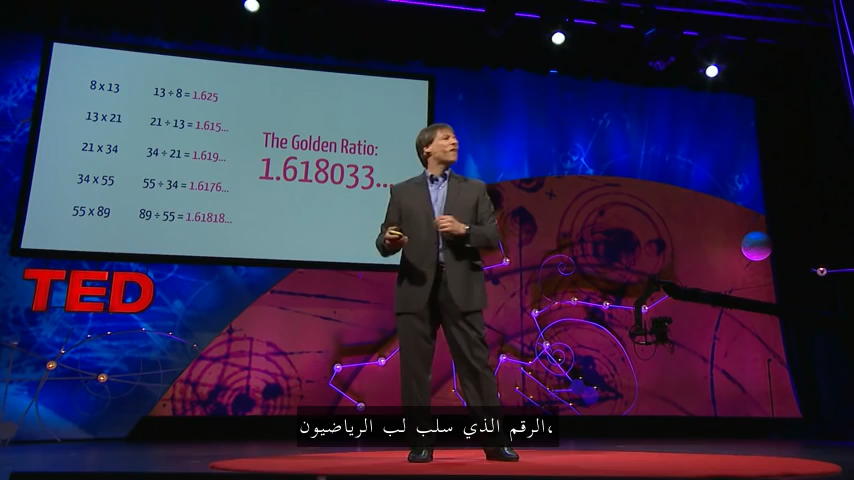 8 x 13 13 ÷ 8 = 1.625
13 x 21 21 ÷ 13 = 1.615...
21 x 34 34 ÷ 21 = 1.619...
34 x 55 55 ÷ 34 = 1.6176...
55 x 89 89 ÷ 55 = 1.61818...
The Golden Ratio:
1.618033...
TED
الرقم الذي سلب لب الرياضيون،